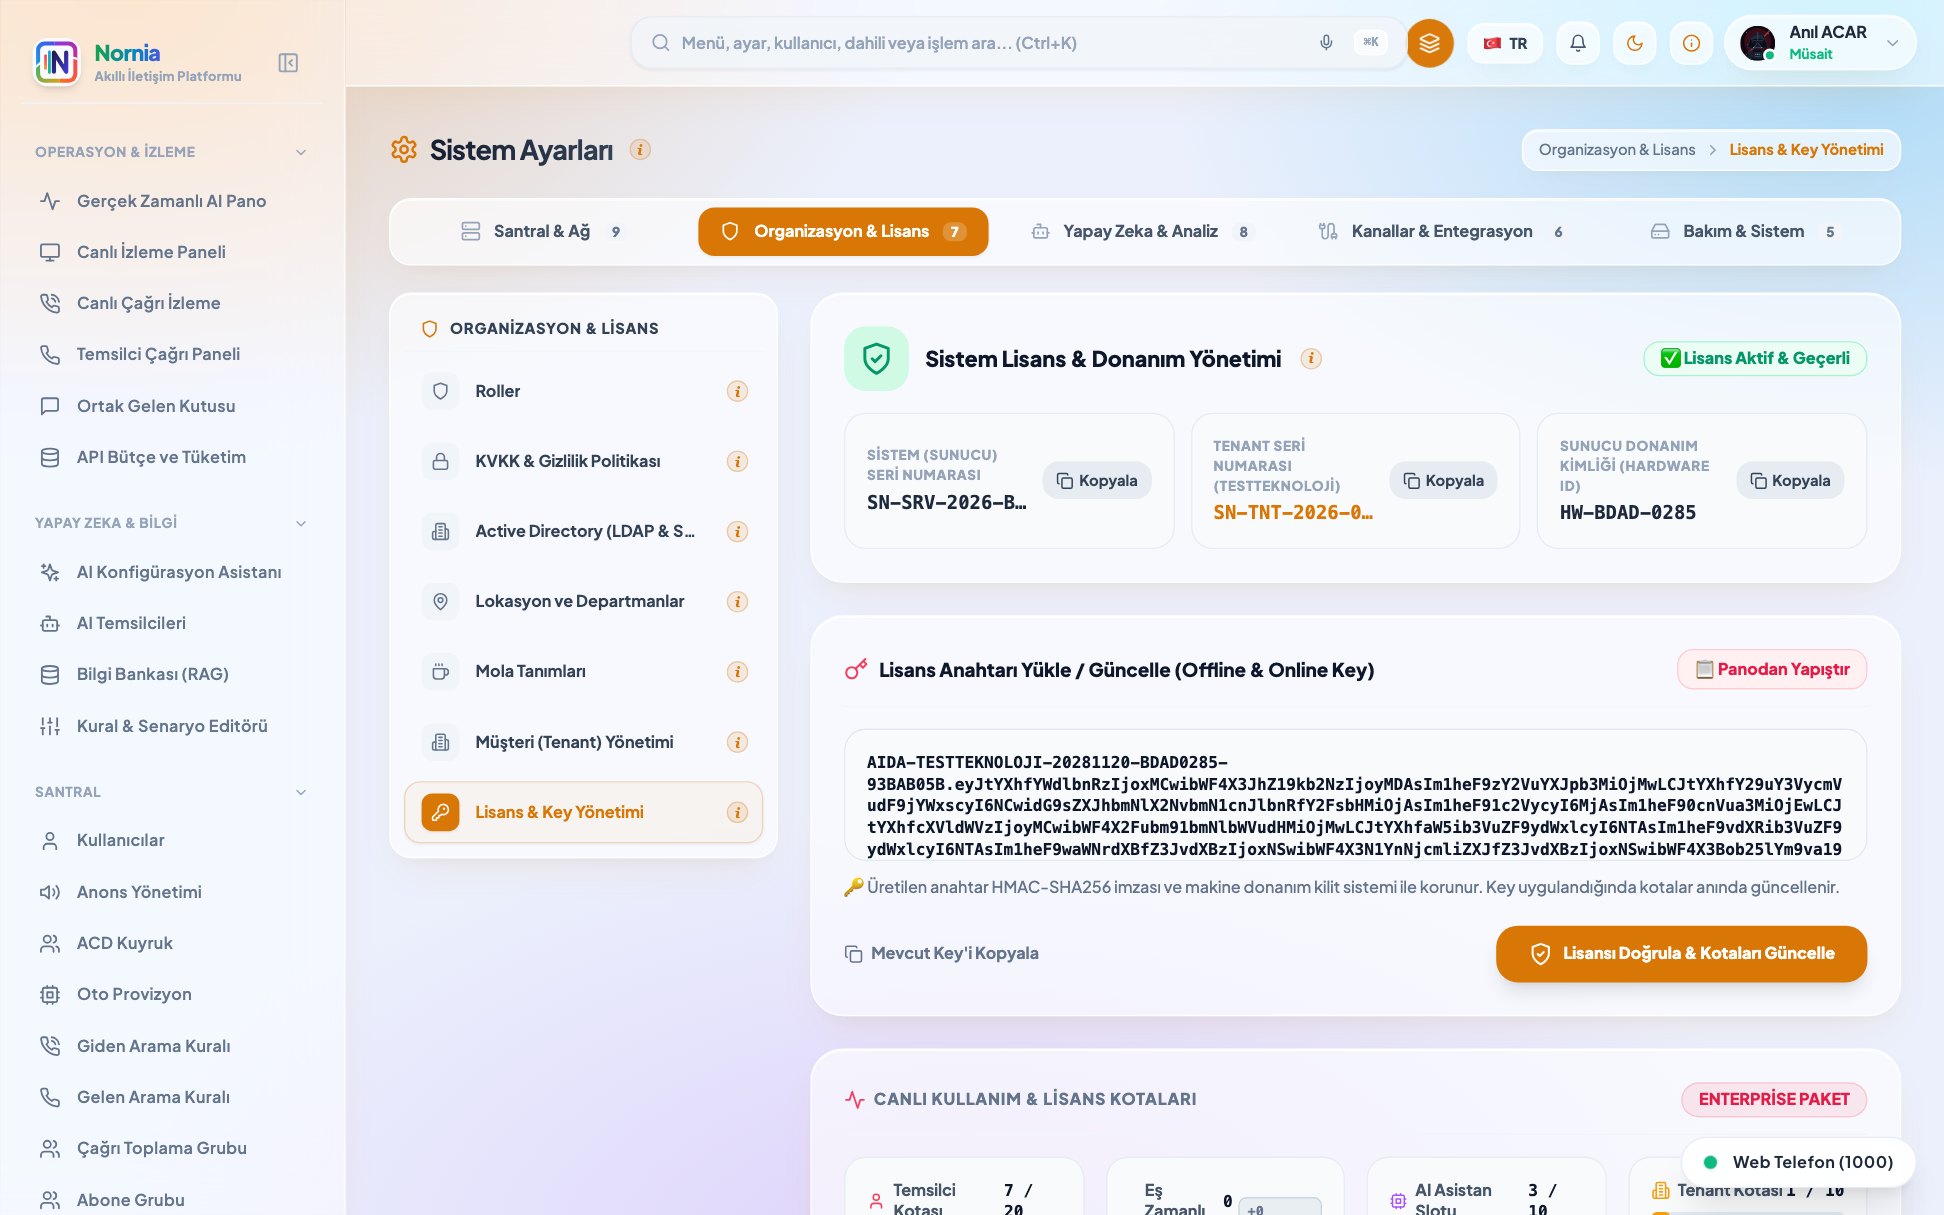 Nornia
Akıllı İletişim Platformu
Menü, ayar, kullanıcı, dahili veya işlem ara... (Ctrl+K)
⌘K
TR
Anıl ACAR
Müsait
OPERASYON & İZLEME
Gerçek Zamanlı AI Pano
Canlı İzleme Paneli
Canlı Çağrı İzleme
Temsilci Çağrı Paneli
Ortak Gelen Kutusu
API Bütçe ve Tüketim
YAPAY ZEKA & BİLGİ
AI Konfigürasyon Asistanı
AI Temsilcileri
Bilgi Bankası (RAG)
Kural & Senaryo Editörü
SANTRAL
Kullanıcılar
Anons Yönetimi
ACD Kuyruk
Oto Provizyon
Giden Arama Kuralı
Gelen Arama Kuralı
Çağrı Toplama Grubu
Abone Grubu
Sistem Ayarları
Organizasyon & Lisans > Lisans & Key Yönetimi
Santral & Ağ 9
Organizasyon & Lisans 7
Yapay Zeka & Analiz 8
Kanallar & Entegrasyon 6
Bakım & Sistem 5
ORGANİZASYON & LİSANS
Roller
KVKK & Gizlilik Politikası
Active Directory (LDAP & S...
Lokasyon ve Departmanlar
Mola Tanımları
Müşteri (Tenant) Yönetimi
Lisans & Key Yönetimi
Sistem Lisans & Donanım Yönetimi
✅ Lisans Aktif & Geçerli
SİSTEM (SUNUCU)
SERİ NUMARASI
SN-SRV-2026-B…
Kopyala
TENANT SERİ
NUMARASI
(TESTTEKNOLOJİ)
SN-TNT-2026-0…
Kopyala
SUNUCU DONANIM
KİMLİĞİ (HARDWARE
ID)
HW-BDAD-0285
Kopyala
Lisans Anahtarı Yükle / Güncelle (Offline & Online Key)
📋 Panodan Yapıştır
AIDA-TESTTEKNOLOJI-20281120-BDAD0285-
93BAB05B.eyJtYXhfYWdlbnRzIjoxMCwibWF4X3JhZ19kb2NzIjoyMDAsIm1heF9zY2VuYXJpb3MiOjMwLCJtYXhfY29uY3VycmV
udF9jYWxscyI6NCwidG9sZXJhbmNlX2NvbmN1cnJlbnRfY2FsbHMiOjAsIm1heF91c2VycyI6MjAsIm1heF90cnVua3MiOjEwLCJ
tYXhfcXVldWVzIjoyMCwibWF4X2Fubm91bmNlbWVudHMiOjMwLCJtYXhfaW5ib3VuZF9ydWxlcyI6NTAsIm1heF9vdXRib3VuZF9
ydWxlcyI6NTAsIm1heF9waWNrdXBfZ3JvdXBzIjoxNSwibWF4X3N1YnNjcmliZXJfZ3JvdXBzIjoxNSwibWF4X3Bob25lYm9va19
🔑 Üretilen anahtar HMAC-SHA256 imzası ve makine donanım kilit sistemi ile korunur. Key uygulandığında kotalar anında güncellenir.
Mevcut Key'i Kopyala
Lisansı Doğrula & Kotaları Güncelle
CANLI KULLANIM & LİSANS KOTALARI
ENTERPRİSE PAKET
Temsilci
Kotası
7 /
20
Eş
Zamanlı
0
+0
AI Asistan
Slotu
3 /
10
Tenant Kotası 1 / 10
Web Telefon (1000)